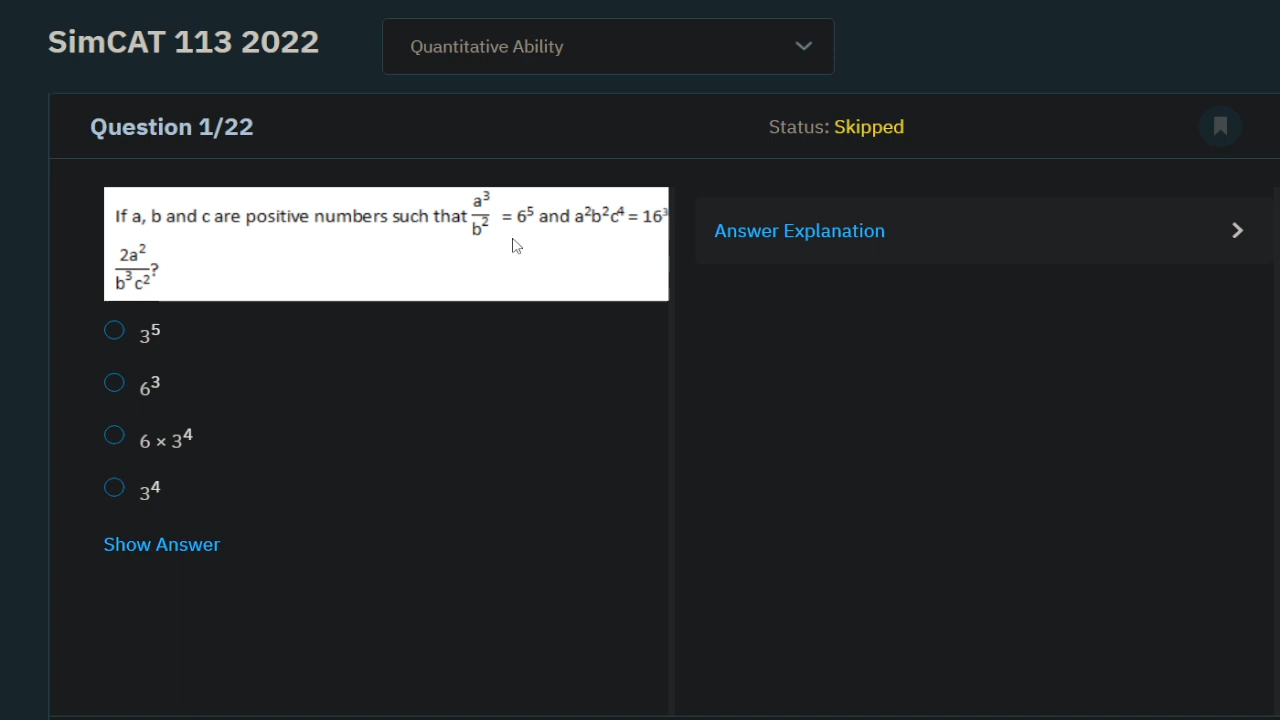 SimCAT 113 2022
Quantitative Ability
Question 1/22
Status: Skipped
If a, b and c are positive numbers such that a³/b² = 6⁵ and a²b²c⁴ = 16³
2a²/b³c²?
Answer Explanation
3⁵
6³
6 × 3⁴
3⁴
Show Answer